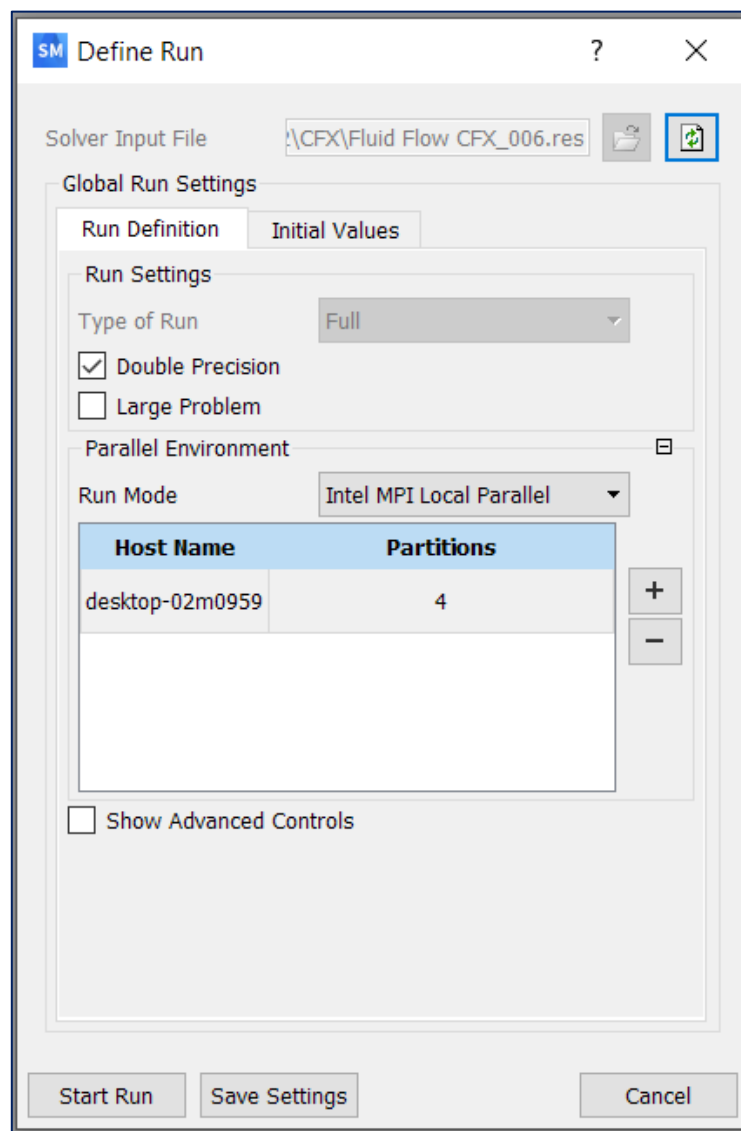 SM Define Run ?
Solver Input File ?\CFX\Fluid Flow CFX_006.res
Global Run Settings
Run Definition Initial Values
Run Settings
Type of Run Full
Double Precision
Large Problem
Parallel Environment
Run Mode Intel MPI Local Parallel
Host Name Partitions
desktop-02m0959 4
+
-
Show Advanced Controls
Start Run Save Settings Cancel